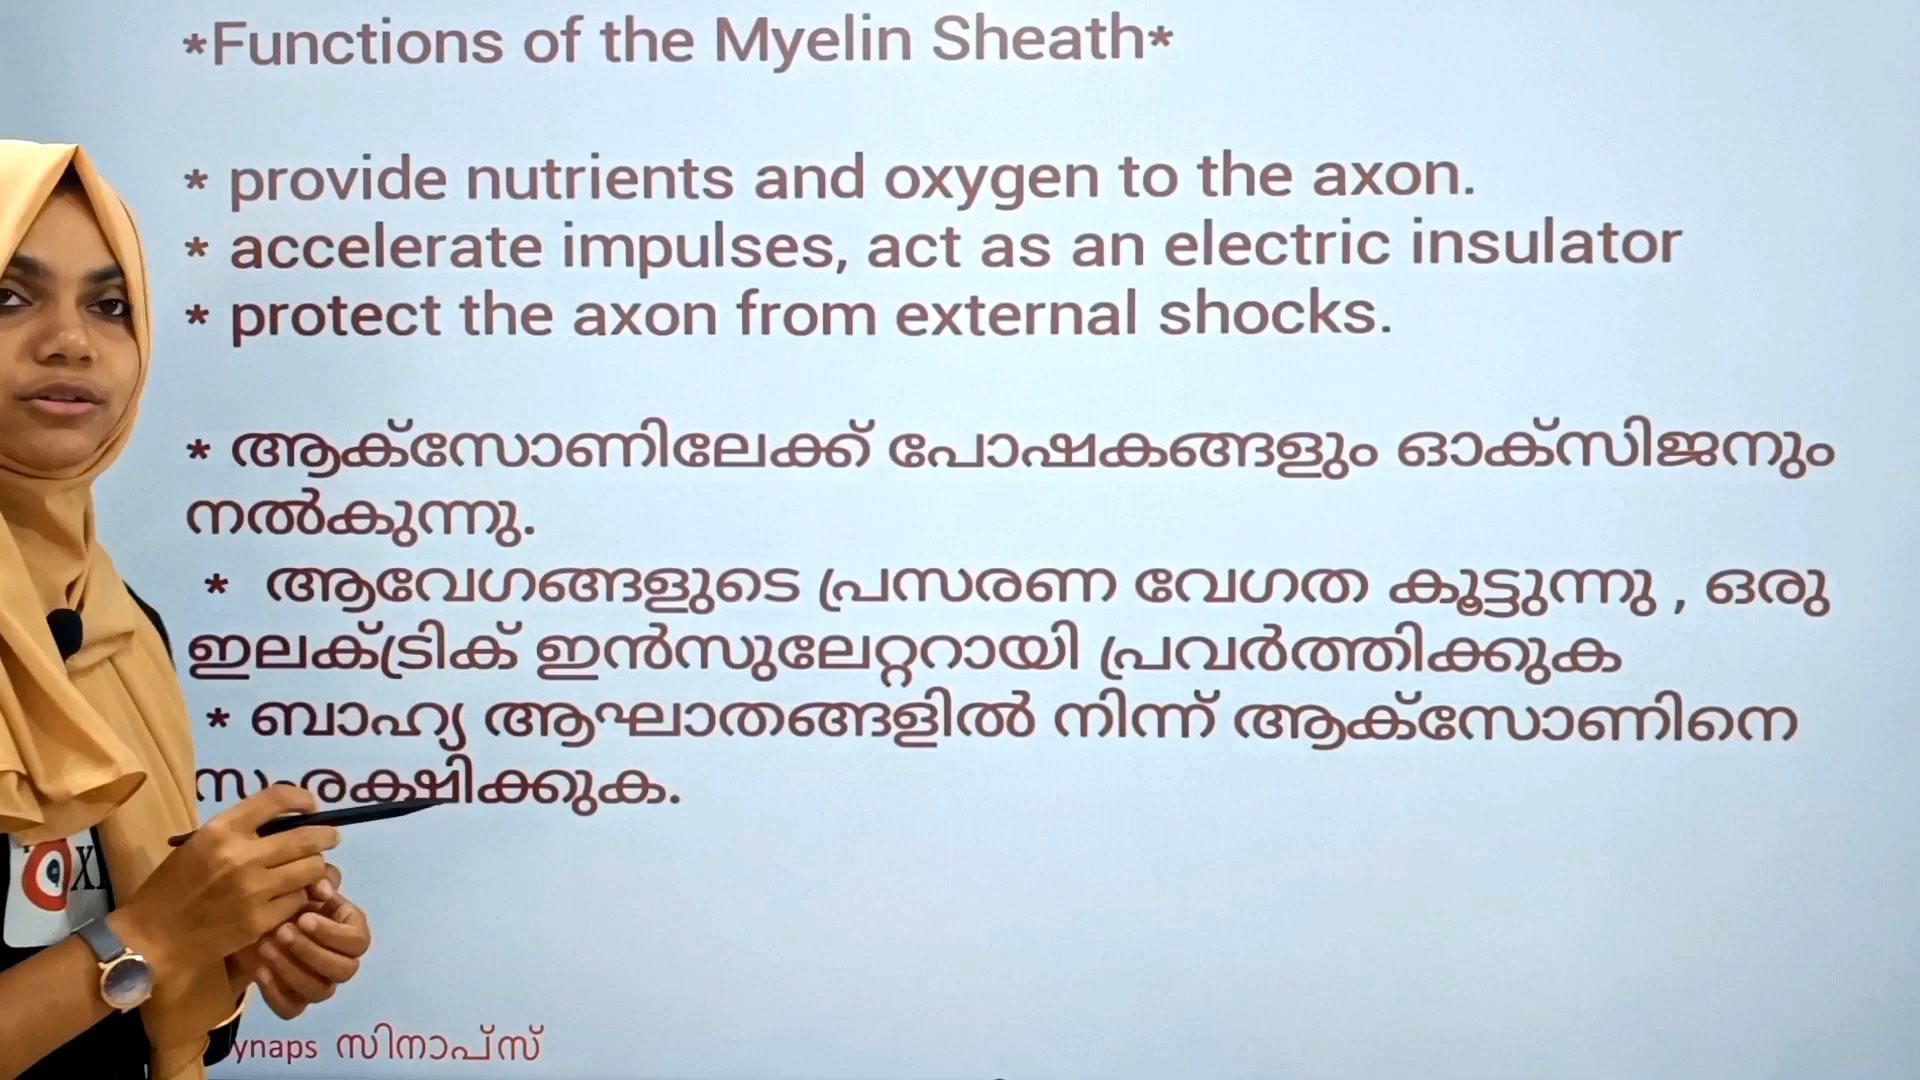 *Functions of the Myelin Sheath*
* provide nutrients and oxygen to the axon.
* accelerate impulses, act as an electric insulator
* protect the axon from external shocks.
* ആക്സോണിലേക്ക് പോഷകങ്ങളും ഓക്സിജനും
നൽകുന്നു.
* ആവേഗങ്ങളുടെ പ്രസരണ വേഗത കൂട്ടുന്നു , ഒരു
ഇലക്ട്രിക് ഇൻസുലേറ്ററായി പ്രവർത്തിക്കുക
* ബാഹ്യ ആഘാതങ്ങളിൽ നിന്ന് ആക്സോണിനെ
സംരക്ഷിക്കുക.
ynaps സിനാപ്സ്